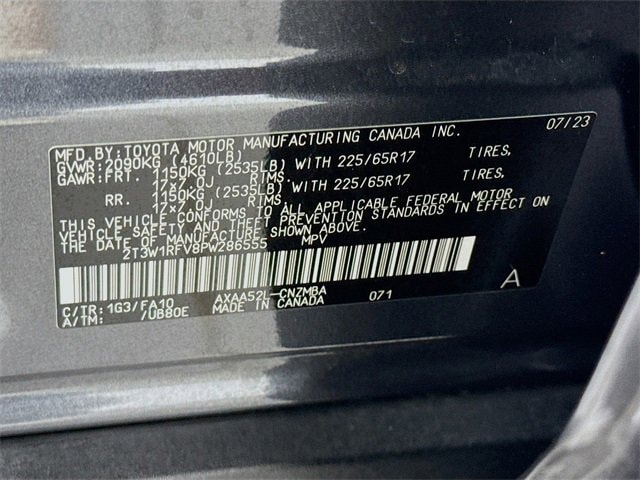 MFD.BY:TOYOTA MOTOR MANUFACTURING CANADA INC. 07/23
GVWR:2090KG (4610LB)
GAWR:FRT. 1150KG (2535LB) WITH 225/65R17 TIRES,
17x7.0J RIMS.
RR. 1150KG (2535LB) WITH 225/65R17 TIRES,
17x7.0J RIMS.
THIS VEHICLE CONFORMS TO ALL APPLICABLE FEDERAL MOTOR
VEHICLE SAFETY AND THEFT PREVENTION STANDARDS IN EFFECT ON
THE DATE OF MANUFACTURE SHOWN ABOVE.
2T3W1RFV8PW286555 MPV
C/TR:1G3/FA10 AXAA52L-CNZMBA 071 A
A/TM: /UB80E MADE IN CANADA